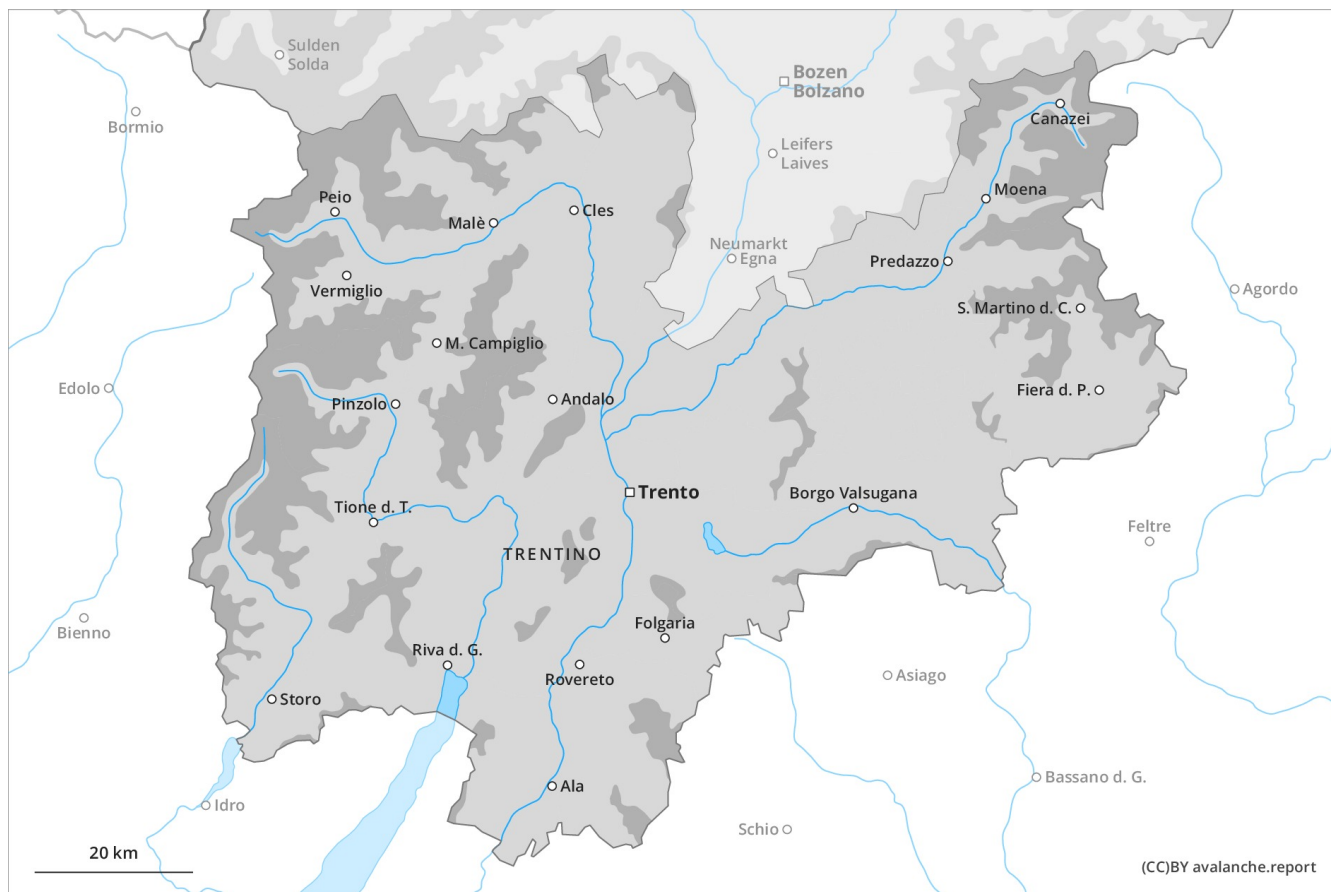 Sulden
Solda
Bozen
Bolzano
Bormio
Canazei
Leifers
Laives
Peio
Moena
Malè
Cles
Neumarkt
Egna
Predazzo
Vermiglio
Agordo
S. Martino d. C.
M. Campiglio
Edolo
Pinzolo
Andalo
Fiera d. P.
Trento
Borgo Valsugana
Tione d. T.
Feltre
TRENTINO
Bienno
Folgaria
Riva d. G.
Rovereto
Asiago
Storo
Bassano d. G.
Ala
Idro
Schio
20 km
(CC)BY avalanche.report